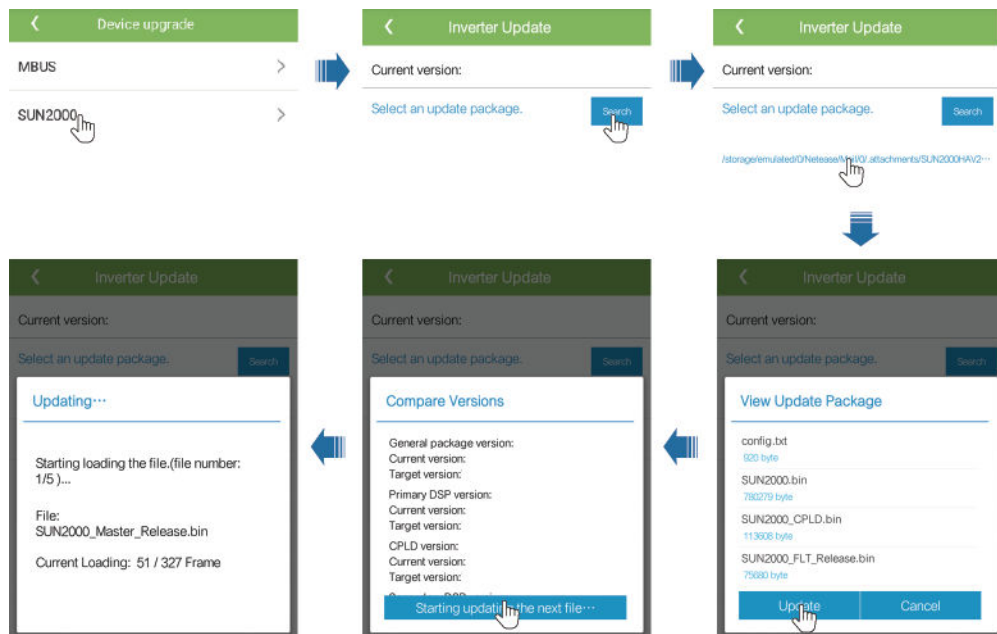 Device upgrade
MBUS
SUN2000
Inverter Update
Current version:
Select an update package.
Search
Inverter Update
Current version:
Select an update package.
Search
/storage/emulated/0/Netease/Mail/0/.attachments/SUN2000HAV2···
Inverter Update
Current version:
Select an update package.
Search
View Update Package
config.txt
920 byte
SUN2000.bin
780279 byte
SUN2000_CPLD.bin
113608 byte
SUN2000_FLT_Release.bin
75680 byte
Update
Cancel
Inverter Update
Current version:
Select an update package.
Search
Compare Versions
General package version:
Current version:
Target version:
Primary DSP version:
Current version:
Target version:
CPLD version:
Current version:
Target version:
Starting updating the next file···
Inverter Update
Current version:
Select an update package.
Search
Updating···
Starting loading the file.(file number:
1/5 )...
File:
SUN2000_Master_Release.bin
Current Loading: 51 / 327 Frame